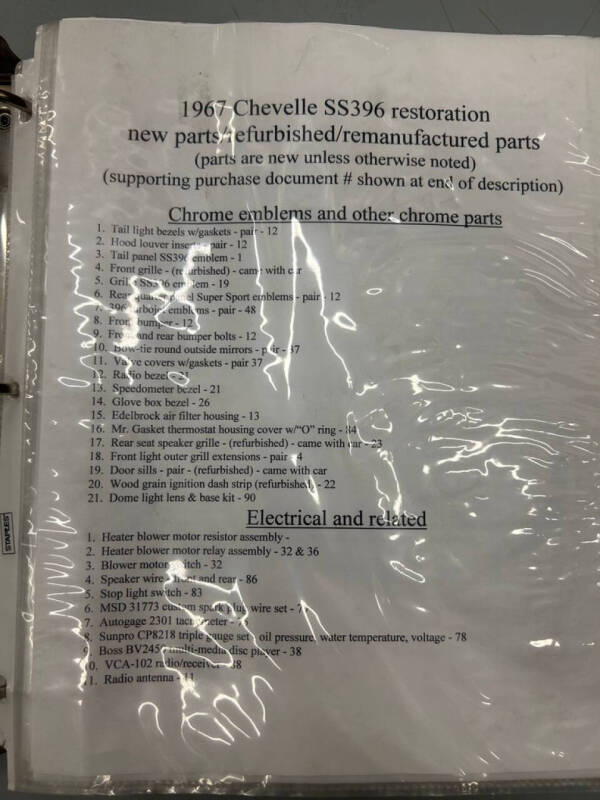 1967 Chevelle SS396 restoration
new parts/refurbished/remanufactured parts
(parts are new unless otherwise noted)
(supporting purchase document # shown at end of description)
Chrome emblems and other chrome parts
1. Tail light bezels w/gaskets - pair - 12
2. Hood louver inserts - pair - 12
3. Tail panel SS396 emblem - 1
4. Front grille - (refurbished) - came with car
5. Grille SS396 emblem - 19
6. Rear quarter panel Super Sport emblems - pair - 12
7. 396 turbojet emblems - pair - 48
8. Front bumper - 12
9. Front and rear bumper bolts - 12
10. Bow-tie round outside mirrors - pair - 37
11. Valve covers w/gaskets - pair 37
12. Radio bezel - 21
13. Speedometer bezel - 21
14. Glove box bezel - 26
15. Edelbrock air filter housing - 13
16. Mr. Gasket thermostat housing cover w/"O" ring - 84
17. Rear seat speaker grille - (refurbished) - came with car - 23
18. Front light outer grill extensions - pair - 4
19. Door sills - pair - (refurbished) - came with car
20. Wood grain ignition dash strip (refurbished) - 22
21. Dome light lens & base kit - 90
Electrical and related
1. Heater blower motor resistor assembly -
2. Heater blower motor relay assembly - 32 & 36
3. Blower motor switch - 32
4. Speaker wire - front and rear - 86
5. Stop light switch - 83
6. MSD 31773 custom spark plug wire set -
7. Autogage 2301 tachometer -
8. Sunpro CP8218 triple gauge set - oil pressure, water temperature, voltage - 78
9. Boss multi-media disc player - 38
10. VCA-102 radio/receiver - 38
11. Radio antenna - 11
STAPLES